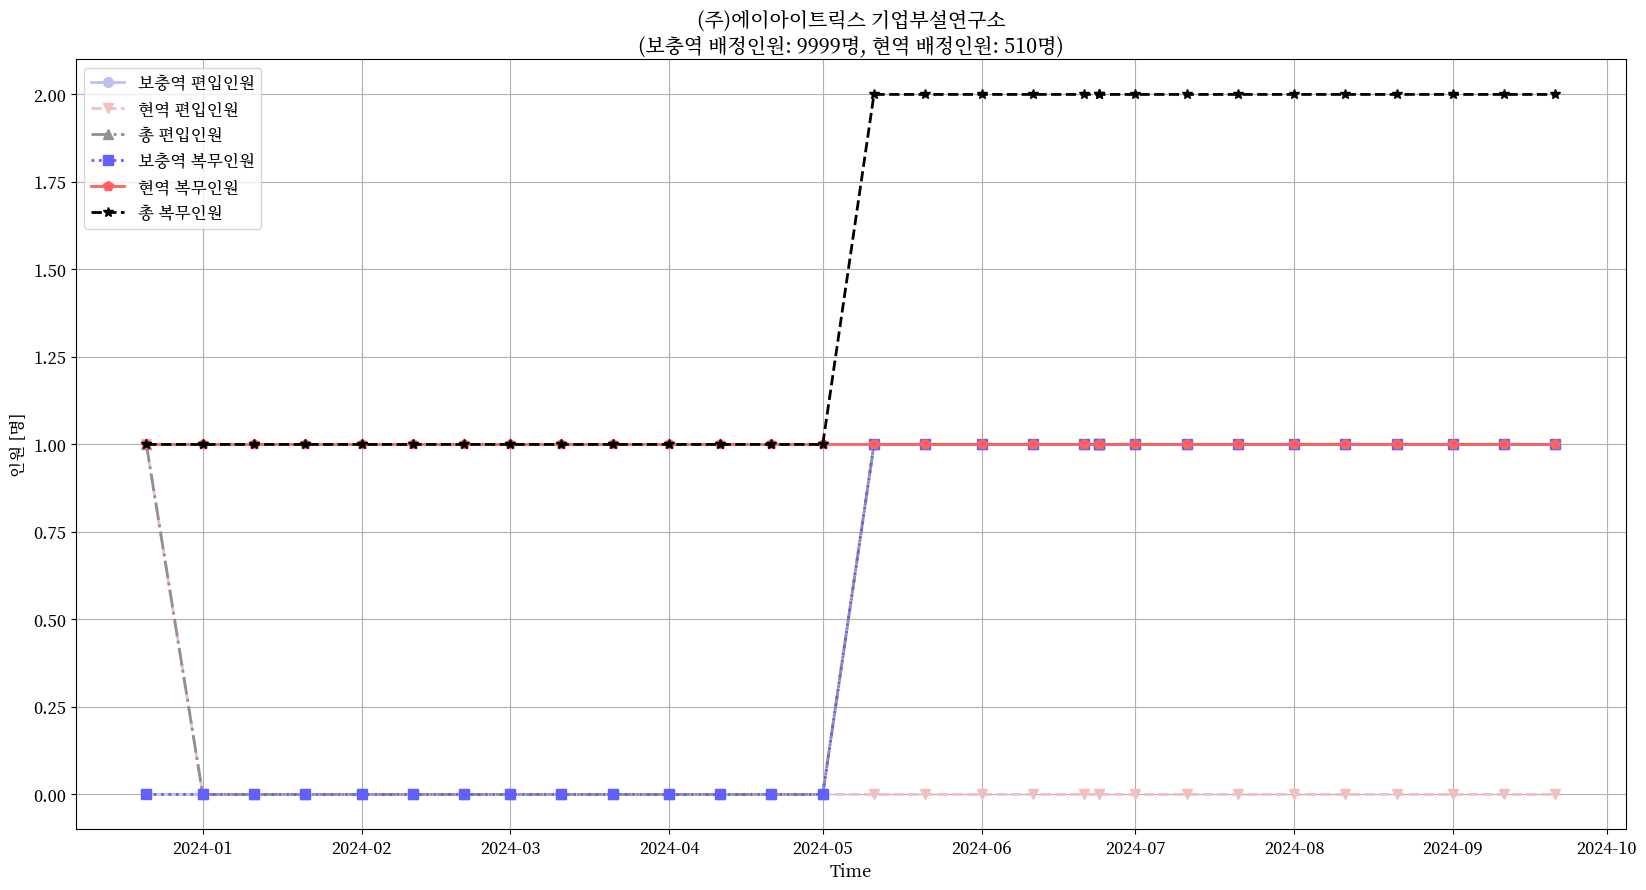 (주)에이아이트릭스 기업부설연구소
(보충역 배정인원: 9999명, 현역 배정인원: 510명)
보충역 편입인원
현역 편입인원
총 편입인원
보충역 복무인원
현역 복무인원
총 복무인원
인원 [명]
2.00
1.75
1.50
1.25
1.00
0.75
0.50
0.25
0.00
2024-01 2024-02 2024-03 2024-04 2024-05 2024-06 2024-07 2024-08 2024-09 2024-10
Time